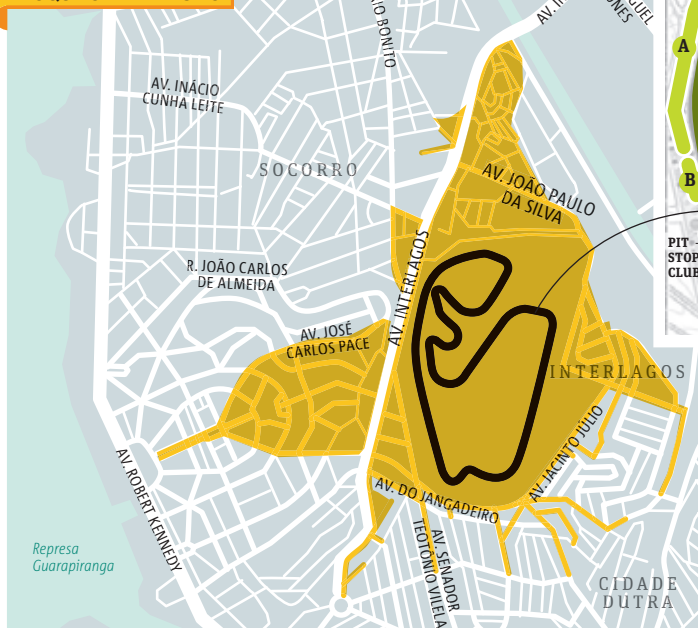 AV. INÁCIO
CUNHA LEITE
BONITO
SOCORRO
A
B
AV. JOÃO PAULO
DA SILVA
PIT -
STOP
CLUB
R. JOÃO CARLOS
DE ALMEIDA
AV. INTERLAGOS
AV. JOSÉ
CARLOS PACE
INTERLAGOS
AV. JACINTO JÚLIO
AV. ROBERT KENNEDY
AV. DO JANGADEIRO
AV. SENADOR
TEOTÔNIO VILELA
Represa
Guarapiranga
CIDADE
DUTRA